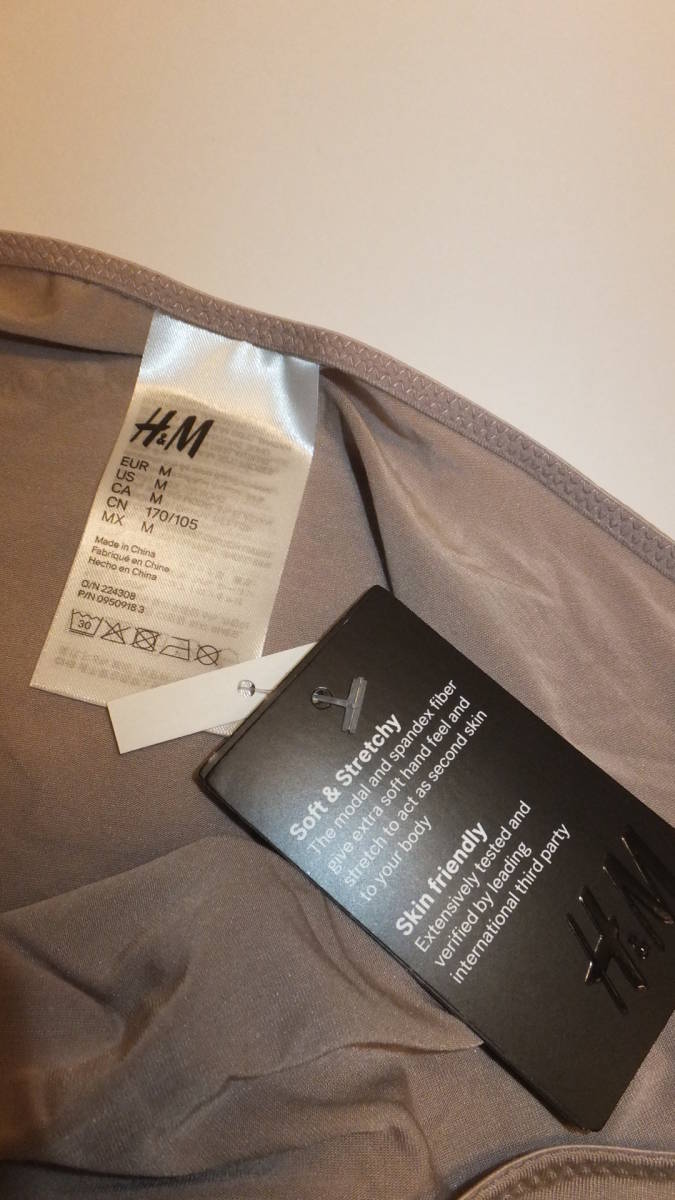 H&M
EUR M
US M
CA M
CN 170/105
MX M
Made in China
Fabriqué en Chine
Hecho en China
O/N 224308
P/N 0950918 3
30
Soft & Stretchy
The modal and spandex fiber
give extra soft hand feel and
stretch to act as second skin
to your body
Skin friendly
Extensively tested and
verified by leading
international third party
H&M